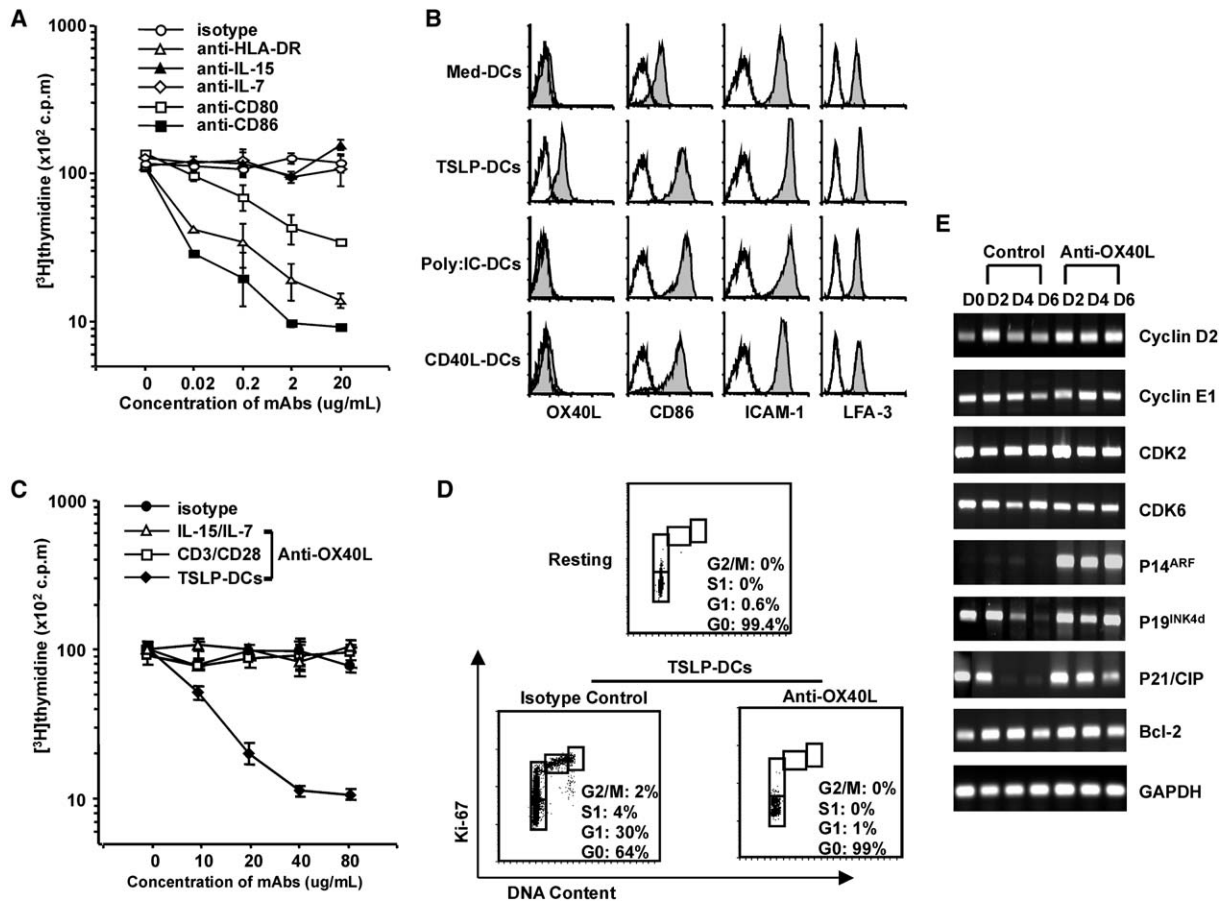 A
1000
100
10
[³H]thymidine (x10² c.p.m)
isotype
anti-HLA-DR
anti-IL-15
anti-IL-7
anti-CD80
anti-CD86
0 0.02 0.2 2 20
Concentration of mAbs (ug/mL)
B
Med-DCs
TSLP-DCs
Poly:IC-DCs
CD40L-DCs
OX40L CD86 ICAM-1 LFA-3
C
1000
100
10
[³H]thymidine (x10² c.p.m)
isotype
IL-15/IL-7
CD3/CD28
TSLP-DCs
Anti-OX40L
0 10 20 40 80
Concentration of mAbs (ug/mL)
D
Resting
G2/M: 0%
S1: 0%
G1: 0.6%
G0: 99.4%
TSLP-DCs
Isotype Control
G2/M: 2%
S1: 4%
G1: 30%
G0: 64%
Anti-OX40L
G2/M: 0%
S1: 0%
G1: 1%
G0: 99%
Ki-67
DNA Content
E
Control Anti-OX40L
D0 D2 D4 D6 D2 D4 D6
Cyclin D2
Cyclin E1
CDK2
CDK6
P14ᴬᴿᶠ
P19ᴵᴺᴷ⁴ᵈ
P21/CIP
Bcl-2
GAPDH